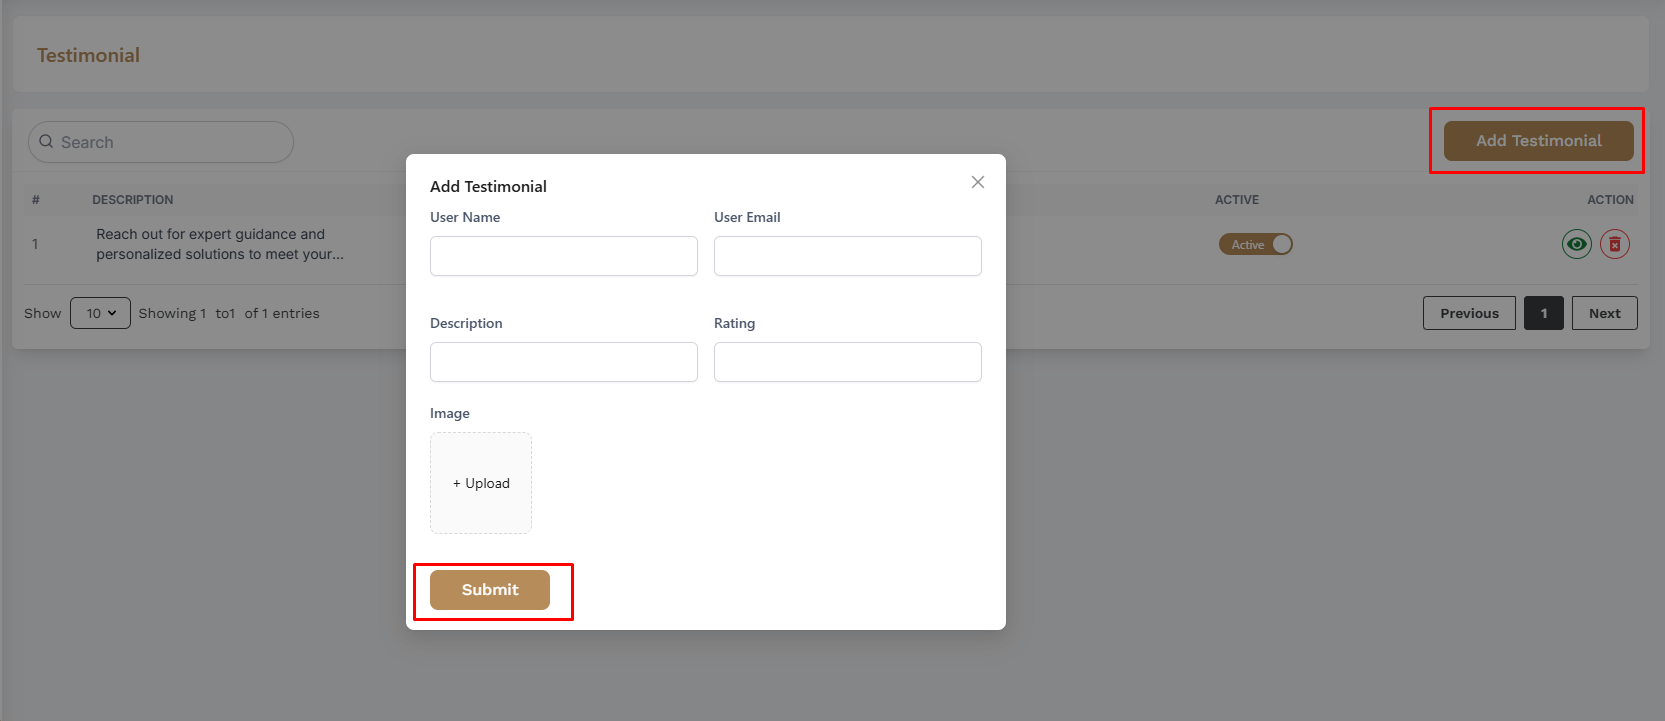 Testimonial
Search
Add Testimonial
# DESCRIPTION ACTIVE ACTION
1 Reach out for expert guidance and
personalized solutions to meet your...
Active
Show 10 Showing 1 to1 of 1 entries
Previous 1 Next
Add Testimonial
User Name User Email
Description Rating
Image
+ Upload
Submit